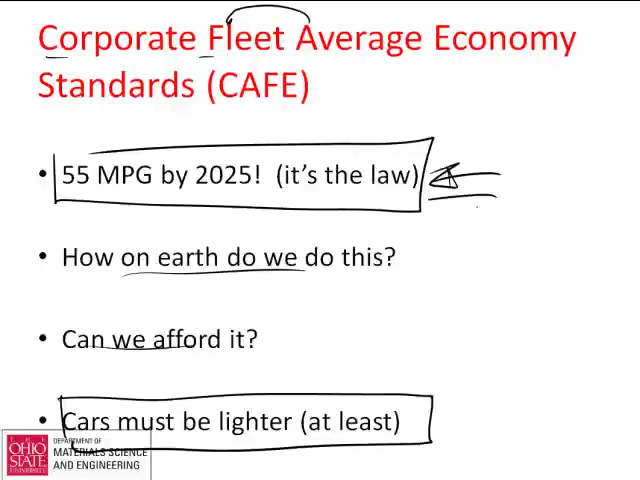 Corporate Fleet Average Economy
Standards (CAFE)
• 55 MPG by 2025!  (it’s the law)
• How on earth do we do this?
• Can we afford it?
• Cars must be lighter (at least)
THE
OHIO
STATE
UNIVERSITY
DEPARTMENT OF
MATERIALS SCIENCE
AND ENGINEERING